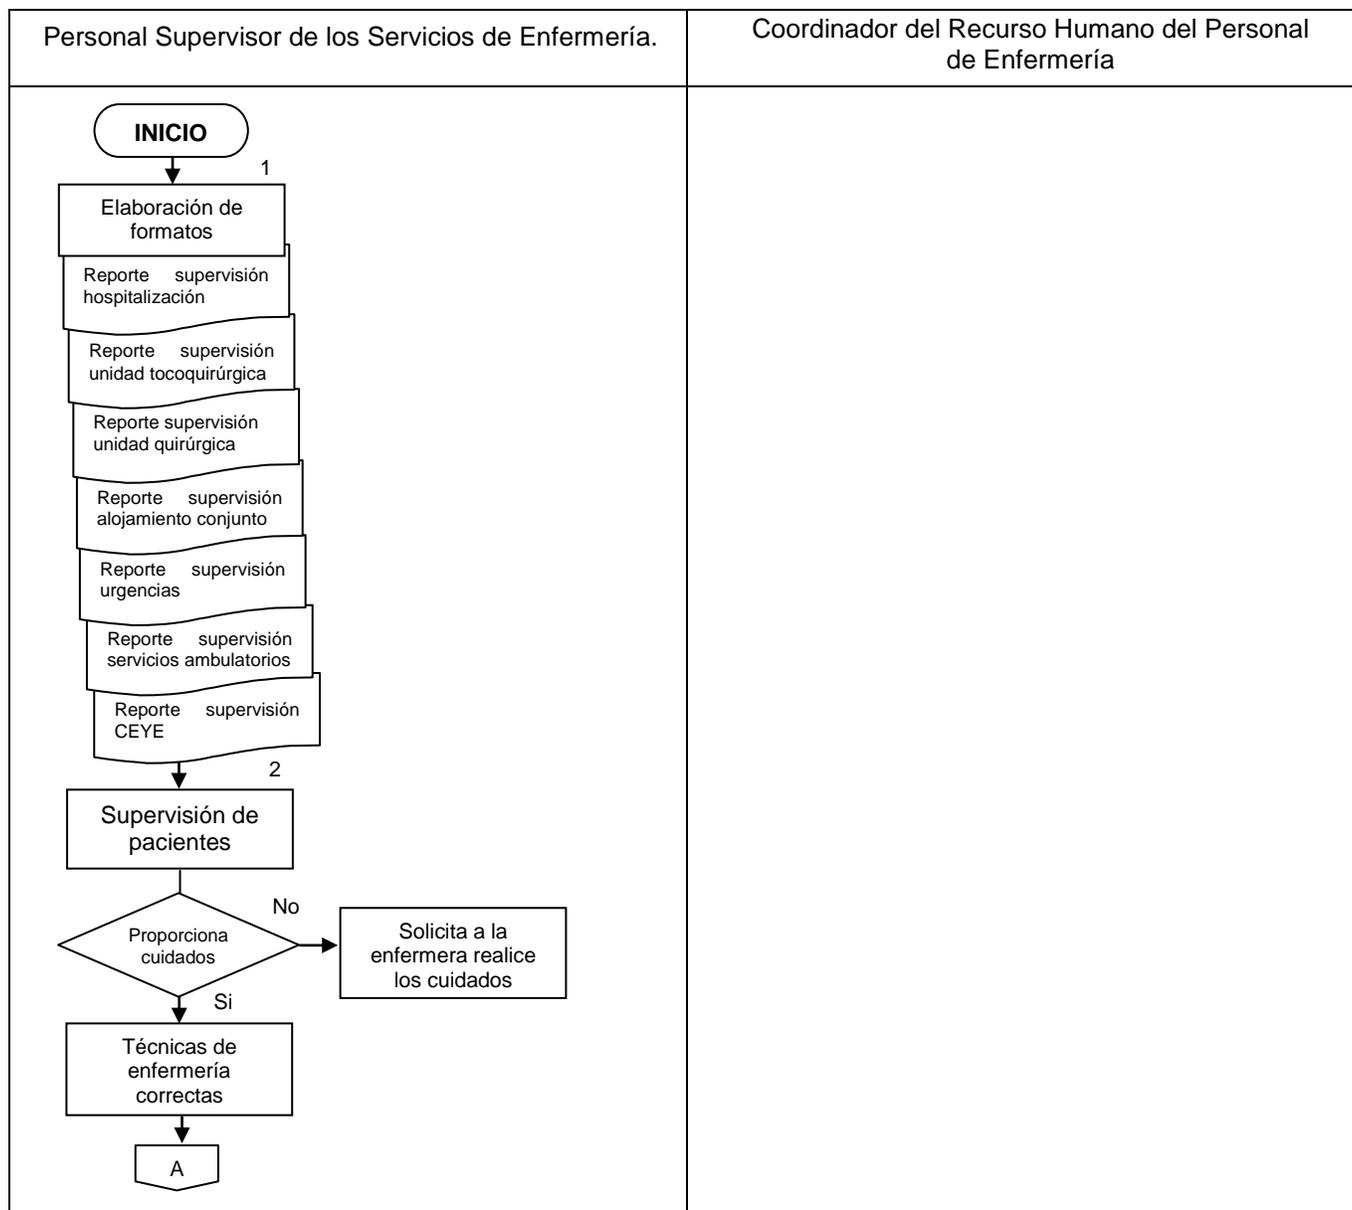 Personal Supervisor de los Servicios de Enfermería.
Coordinador del Recurso Humano del Personal
de Enfermería
INICIO
1
Elaboración de
formatos
Reporte supervisión
hospitalización
Reporte supervisión
unidad tocoquirúrgica
Reporte supervisión
unidad quirúrgica
Reporte supervisión
alojamiento conjunto
Reporte supervisión
urgencias
Reporte supervisión
servicios ambulatorios
Reporte supervisión
CEYE
2
Supervisión de
pacientes
No
Proporciona
cuidados
Solicita a la
enfermera realice
los cuidados
Si
Técnicas de
enfermería
correctas
A